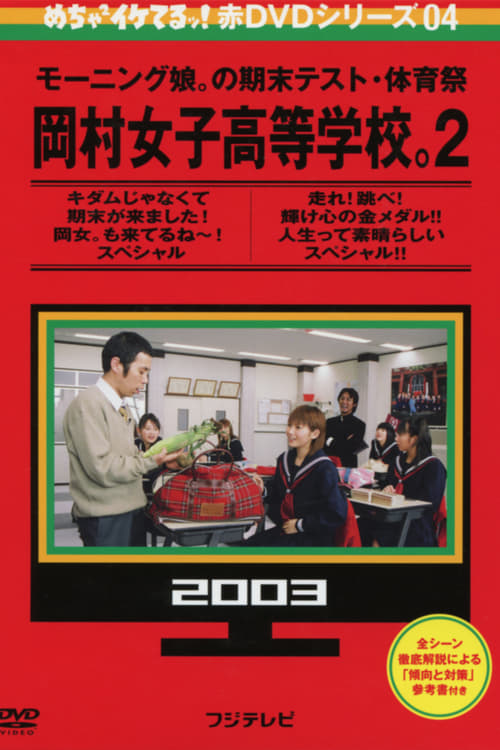 めちゃ²イケてるッ! 赤DVDシリーズ04
モーニング娘。の期末テスト・体育祭
岡村女子高等学校。2
キダムじゃなくて
期末が来ました!
岡女。も来てるね〜!
スペシャル
走れ! 跳べ!
輝け心の金メダル!!
人生って素晴らしい
スペシャル!!
2003
全シーン
徹底解説による
「傾向と対策」
参考書付き
DVD
VIDEO
フジテレビ